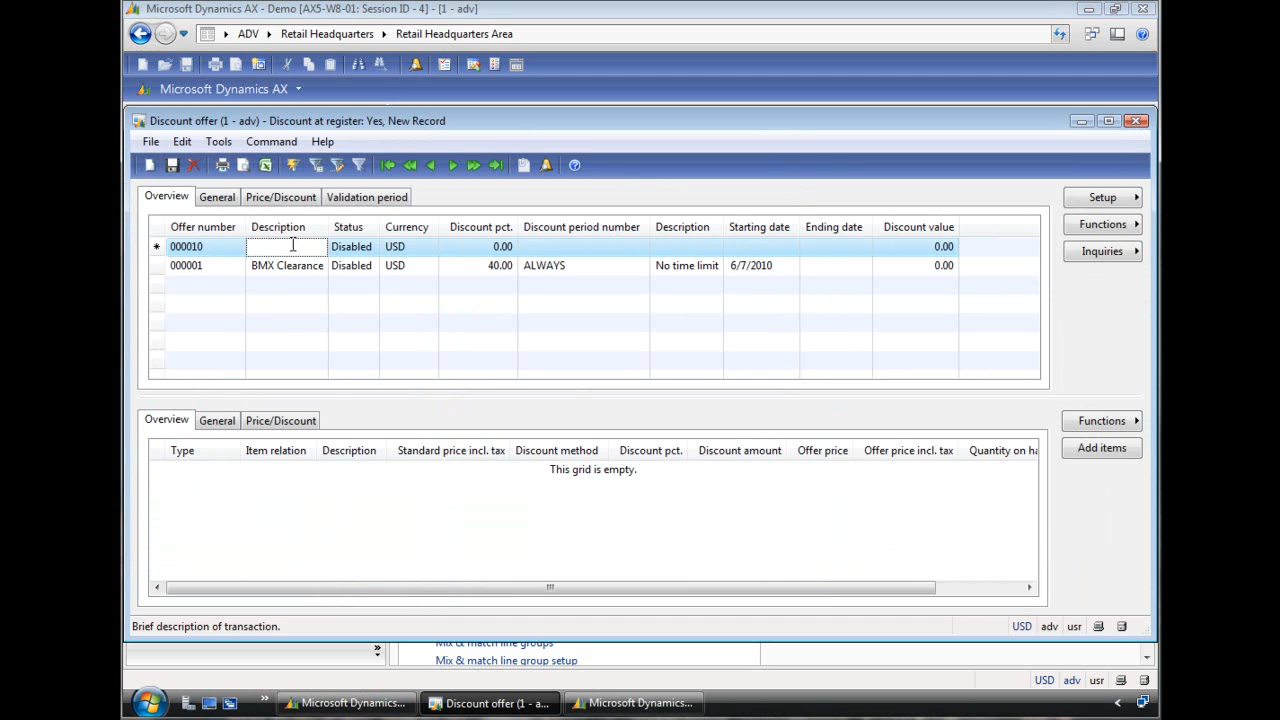 Microsoft Dynamics AX - Demo [AX5-W8-01: Session ID - 4] - [1 - adv]
ADV Retail Headquarters Retail Headquarters Area
Microsoft Dynamics AX
Discount offer (1 - adv) - Discount at register: Yes, New Record
File Edit Tools Command Help
Overview General Price/Discount Validation period
Setup
Offer number Description Status Currency Discount pct. Discount period number Description Starting date Ending date Discount value
Functions
000010 Disabled USD 0.00 0.00
Inquiries
000001 BMX Clearance Disabled USD 40.00 ALWAYS No time limit 6/7/2010 0.00
Overview General Price/Discount
Functions
Type Item relation Description Standard price incl. tax Discount method Discount pct. Discount amount Offer price Offer price incl. tax Quantity on ha
Add items
This grid is empty.
Brief description of transaction.
USD adv usr
Mix & match line groups
Mix & match line group setup
USD adv usr
Microsoft Dynamics... Discount offer (1 - a... Microsoft Dynamics...